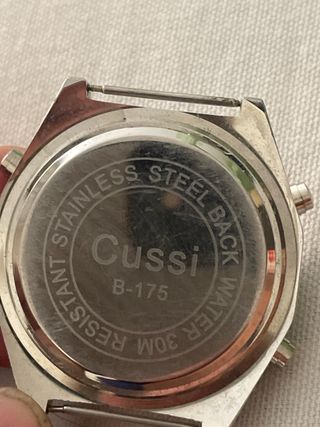 STAINLESS STEEL BACK WATER 30M RESISTANT
Cussi
B-175